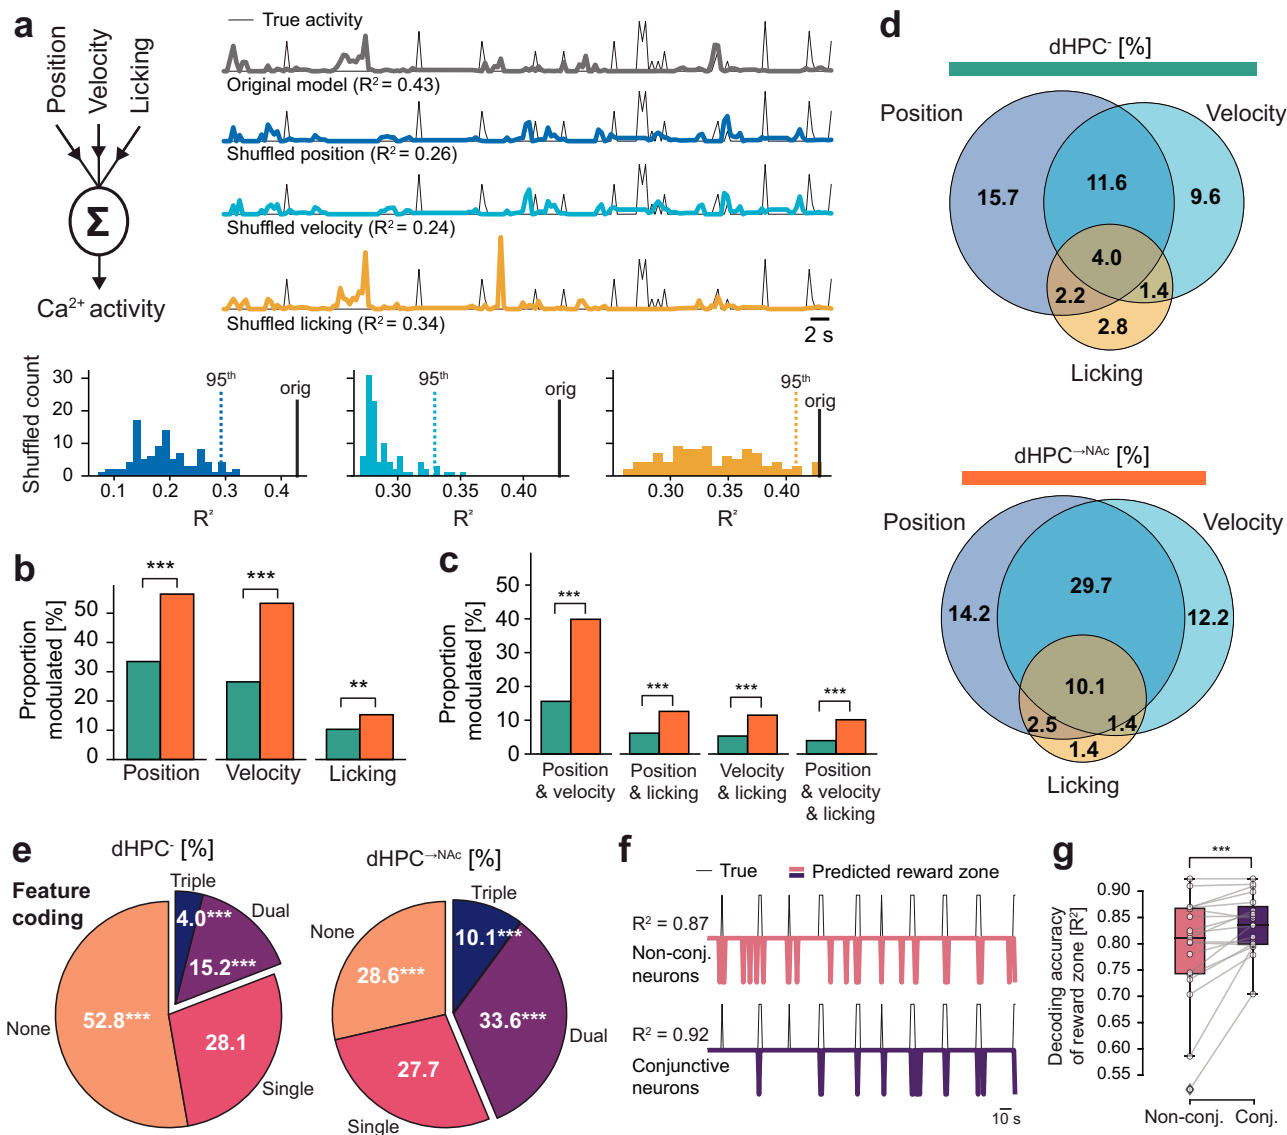 a
Position
Velocity
Licking
Σ
Ca2+ activity
True activity
Original model (R2 = 0.43)
Shuffled position (R2 = 0.26)
Shuffled velocity (R2 = 0.24)
Shuffled licking (R2 = 0.34)
2 s
Shuffled count
30
20
10
0
95th
orig
0.1 0.2 0.3 0.4
R²
95th
orig
0.30 0.35 0.40
R²
95th
orig
0.30 0.35 0.40
R²
b
Proportion
modulated [%]
50
40
30
20
10
0
***
***
**
Position
Velocity
Licking
c
Proportion
modulated [%]
50
40
30
20
10
0
***
***
***
***
Position
& velocity
Position
& licking
Velocity
& licking
Position
& velocity
& licking
d
dHPC- [%]
Position
Velocity
15.7
11.6
9.6
4.0
2.2
1.4
2.8
Licking
dHPC→NAc [%]
Position
Velocity
29.7
14.2
12.2
10.1
2.5
1.4
1.4
Licking
e
Feature
coding
dHPC- [%]
Triple
4.0***
Dual
15.2***
None
52.8***
28.1
Single
dHPC→NAc [%]
Triple
10.1***
None
28.6***
33.6***
Dual
27.7
Single
f
True
Predicted reward zone
R2 = 0.87
Non-conj.
neurons
R2 = 0.92
Conjunctive
neurons
10 s
g
Decoding accuracy
of reward zone [R2]
***
0.90
0.85
0.80
0.75
0.70
0.65
0.60
0.55
Non-conj.
Conj.